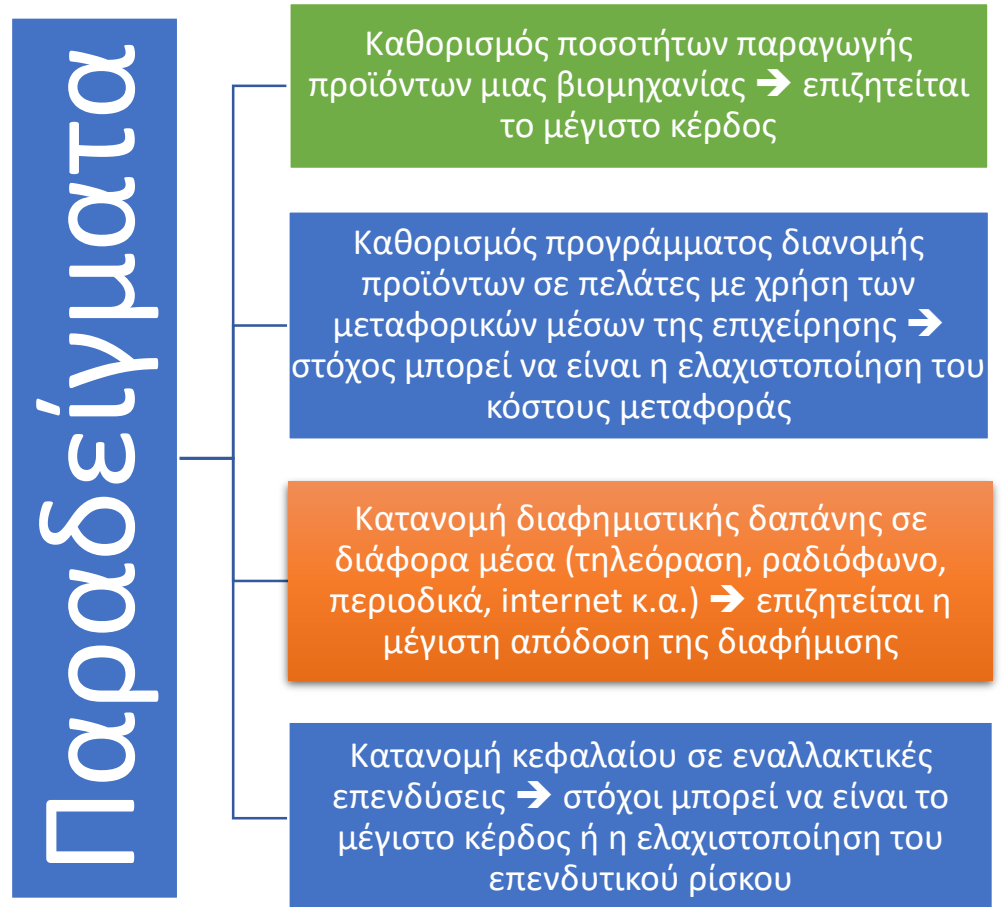 Παραδείγματα
Καθορισμός ποσοτήτων παραγωγής
προϊόντων μιας βιομηχανίας ➔ επιζητείται
το μέγιστο κέρδος
Καθορισμός προγράμματος διανομής
προϊόντων σε πελάτες με χρήση των
μεταφορικών μέσων της επιχείρησης ➔
στόχος μπορεί να είναι η ελαχιστοποίηση του
κόστους μεταφοράς
Κατανομή διαφημιστικής δαπάνης σε
διάφορα μέσα (τηλεόραση, ραδιόφωνο,
περιοδικά, internet κ.α.) ➔ επιζητείται η
μέγιστη απόδοση της διαφήμισης
Κατανομή κεφαλαίου σε εναλλακτικές
επενδύσεις ➔ στόχοι μπορεί να είναι το
μέγιστο κέρδος ή η ελαχιστοποίηση του
επενδυτικού ρίσκου